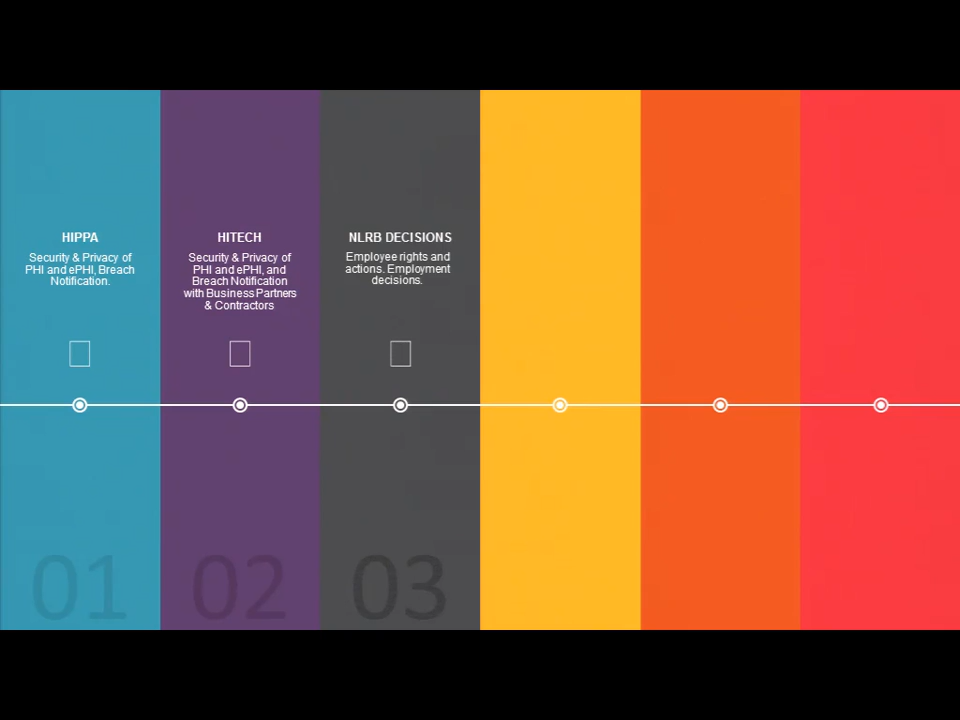 HIPPA
Security & Privacy of
PHI and ePHI, Breach
Notification.
HITECH
Security & Privacy of
PHI and ePHI, and
Breach Notification
with Business Partners
& Contractors
NLRB DECISIONS
Employee rights and
actions. Employment
decisions.
01
02
03